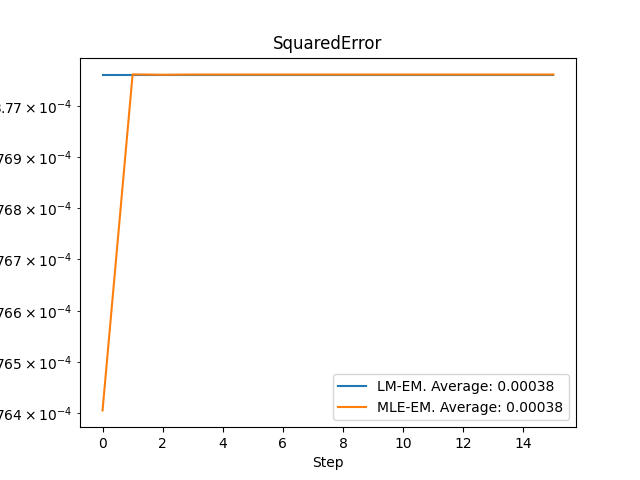 SquaredError
.77 × 10⁻⁴
769 × 10⁻⁴
768 × 10⁻⁴
767 × 10⁻⁴
766 × 10⁻⁴
765 × 10⁻⁴
764 × 10⁻⁴
LM-EM. Average: 0.00038
MLE-EM. Average: 0.00038
0 2 4 6 8 10 12 14
Step